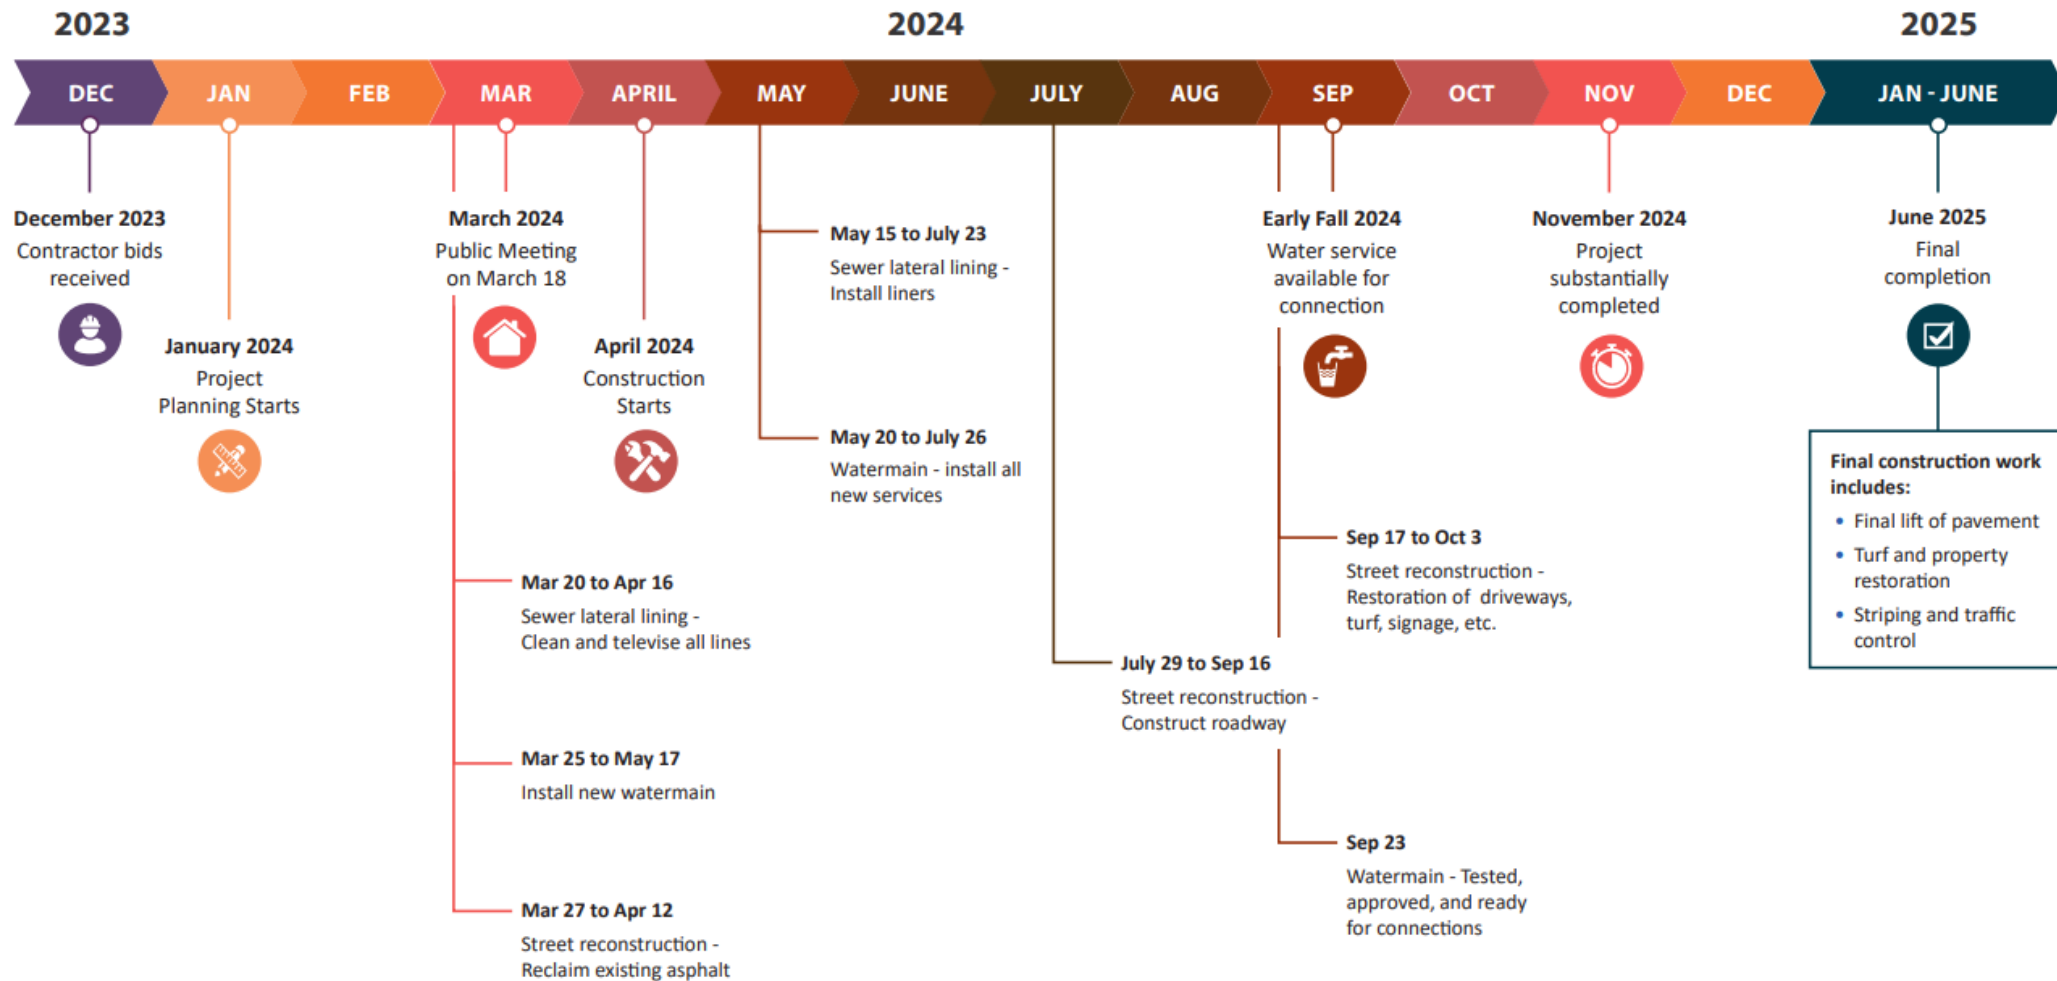 2023
2024
2025
DEC
JAN
FEB
MAR
APRIL
MAY
JUNE
JULY
AUG
SEP
OCT
NOV
DEC
JAN - JUNE
December 2023
Contractor bids
received
January 2024
Project
Planning Starts
March 2024
Public Meeting
on March 18
April 2024
Construction
Starts
Mar 20 to Apr 16
Sewer lateral lining -
Clean and televise all lines
Mar 25 to May 17
Install new watermain
Mar 27 to Apr 12
Street reconstruction -
Reclaim existing asphalt
May 15 to July 23
Sewer lateral lining -
Install liners
May 20 to July 26
Watermain - install all
new services
July 29 to Sep 16
Street reconstruction -
Construct roadway
Early Fall 2024
Water service
available for
connection
Sep 17 to Oct 3
Street reconstruction -
Restoration of driveways,
turf, signage, etc.
Sep 23
Watermain - Tested,
approved, and ready
for connections
November 2024
Project
substantially
completed
June 2025
Final
completion
Final construction work
includes:
• Final lift of pavement
• Turf and property
restoration
• Striping and traffic
control